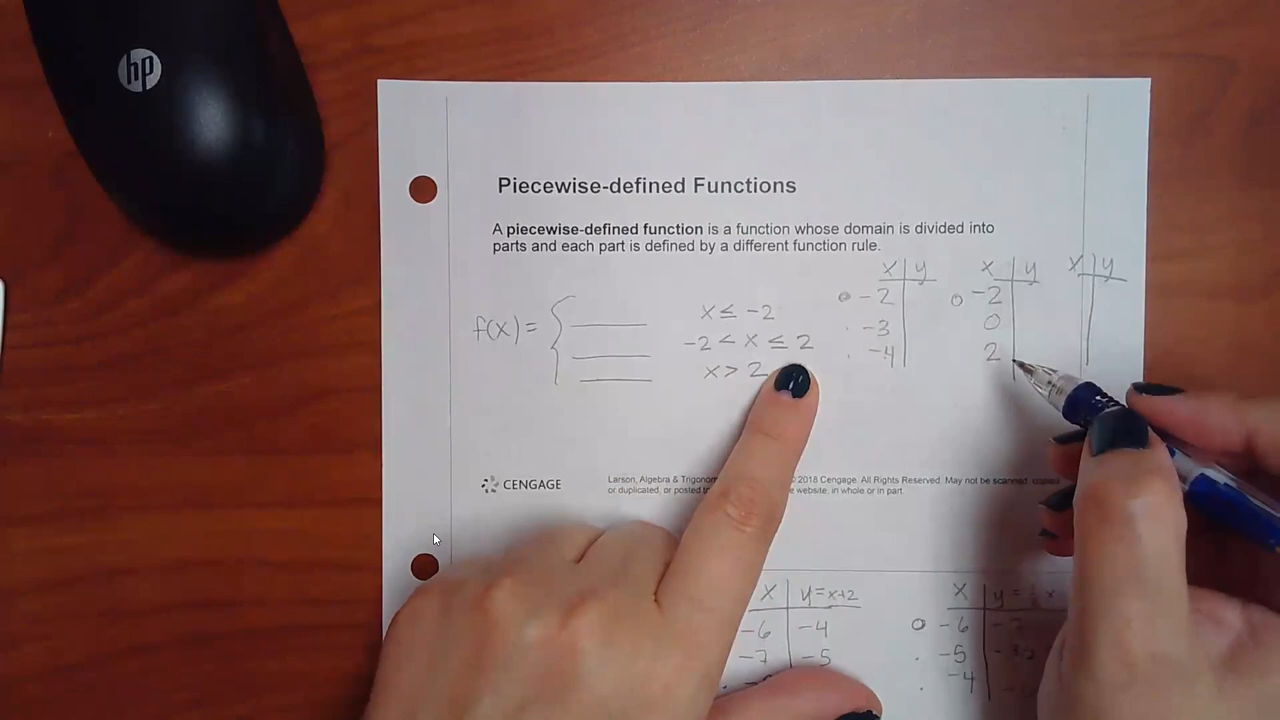 hp
Piecewise-defined Functions
A piecewise-defined function is a function whose domain is divided into
parts and each part is defined by a different function rule.
f(x) = {
x ≤ -2
-2 < x ≤ 2
x > 2
x | y
-2
-3
-4
x | y
-2
0
2
x | y
CENGAGE
Larson, Algebra & 2018 Cengage. All Rights Reserved. May not be scanned, copied
or duplicated, or posted website, in whole or in part.
x | y = x+2
-6 | -4
-7 | -5
x | y =
-6
-5
-4